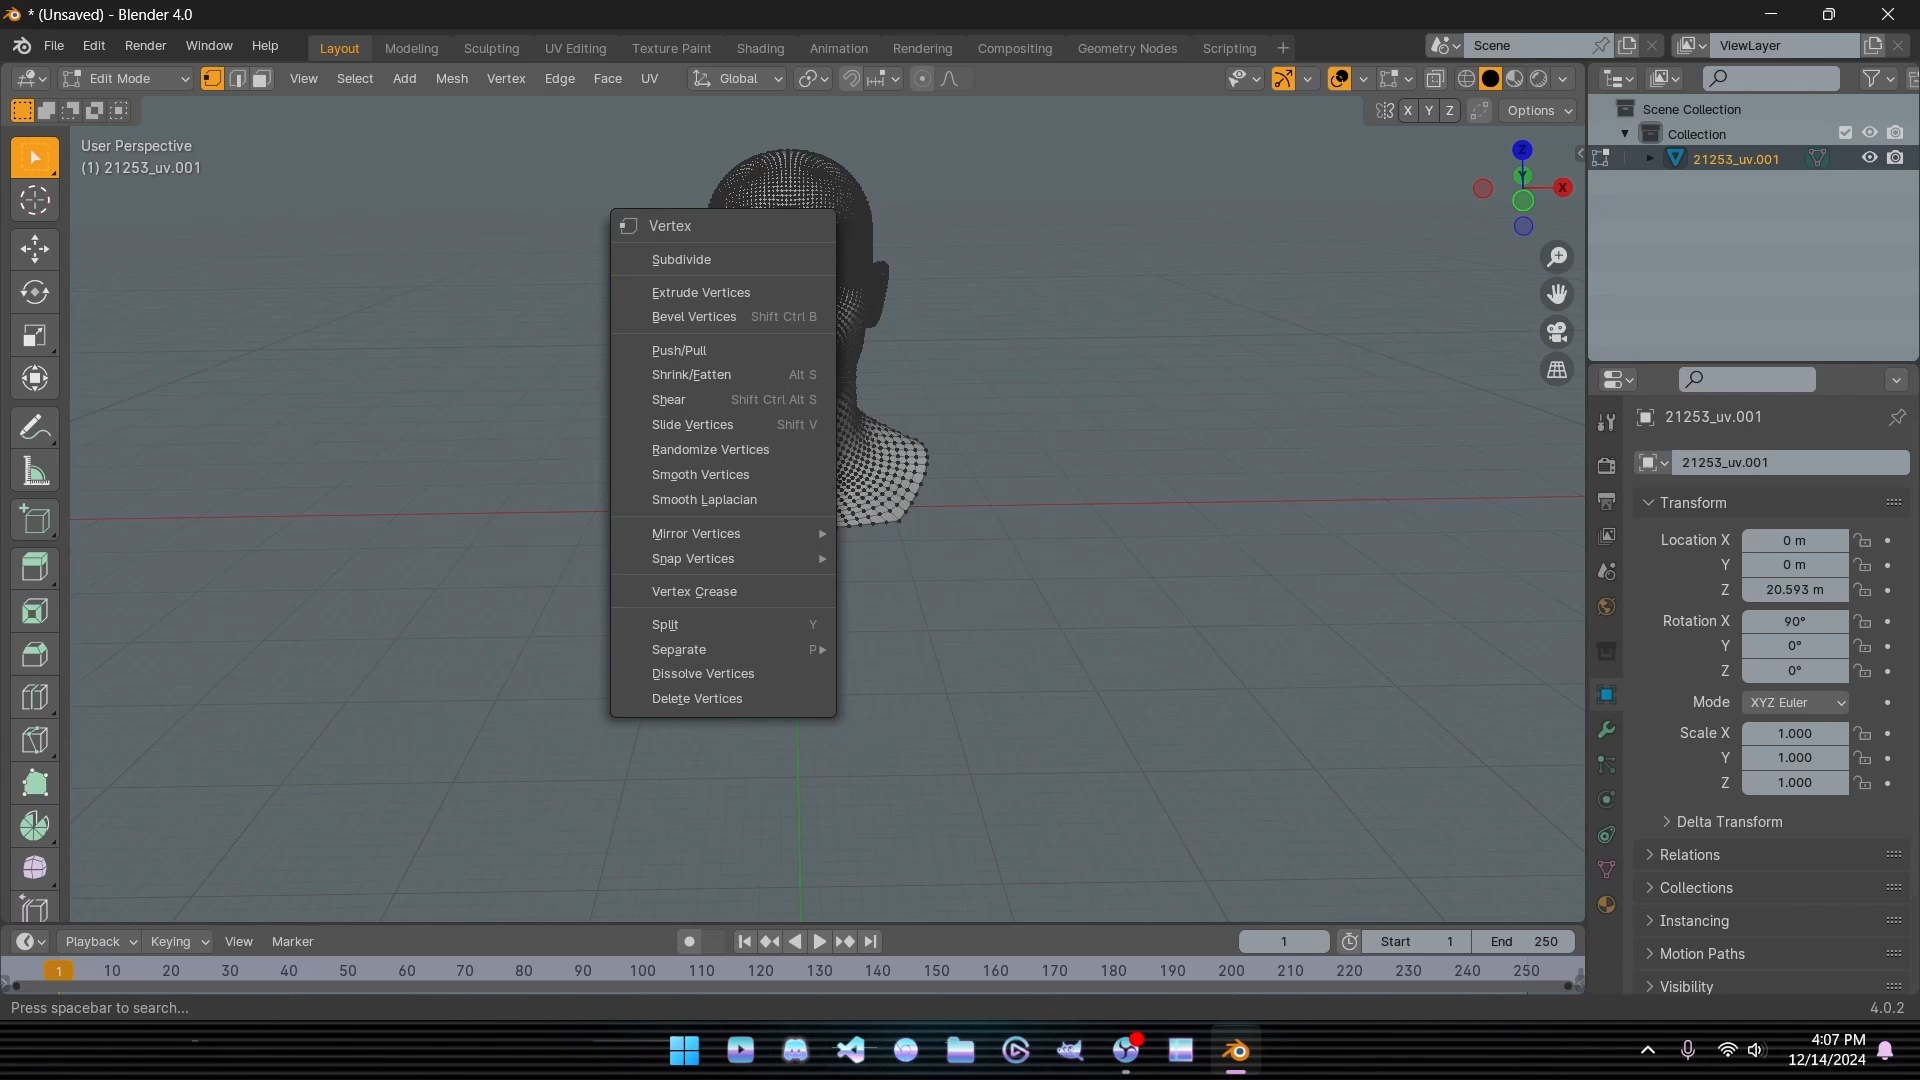 * (Unsaved) - Blender 4.0
File Edit Render Window Help Layout Modeling Sculpting UV Editing Texture Paint Shading Animation Rendering Compositing Geometry Nodes Scripting + Scene ViewLayer
Edit Mode View Select Add Mesh Vertex Edge Face UV Global
X Y Z Options
User Perspective
(1) 21253_uv.001
Z
Y
X
Vertex
Subdivide
Extrude Vertices
Bevel Vertices Shift Ctrl B
Push/Pull
Shrink/Fatten Alt S
Shear Shift Ctrl Alt S
Slide Vertices Shift V
Randomize Vertices
Smooth Vertices
Smooth Laplacian
Mirror Vertices
Snap Vertices
Vertex Crease
Split Y
Separate P
Dissolve Vertices
Delete Vertices
Scene Collection
Collection
21253_uv.001
21253_uv.001
21253_uv.001
Transform
Location X 0 m
Y 0 m
Z 20.593 m
Rotation X 90°
Y 0°
Z 0°
Mode XYZ Euler
Scale X 1.000
Y 1.000
Z 1.000
Delta Transform
Relations
Collections
Instancing
Motion Paths
Visibility
Playback Keying View Marker 1 Start 1 End 250
1 10 20 30 40 50 60 70 80 90 100 110 120 130 140 150 160 170 180 190 200 210 220 230 240 250
Press spacebar to search... 4.0.2
4:07 PM
12/14/2024